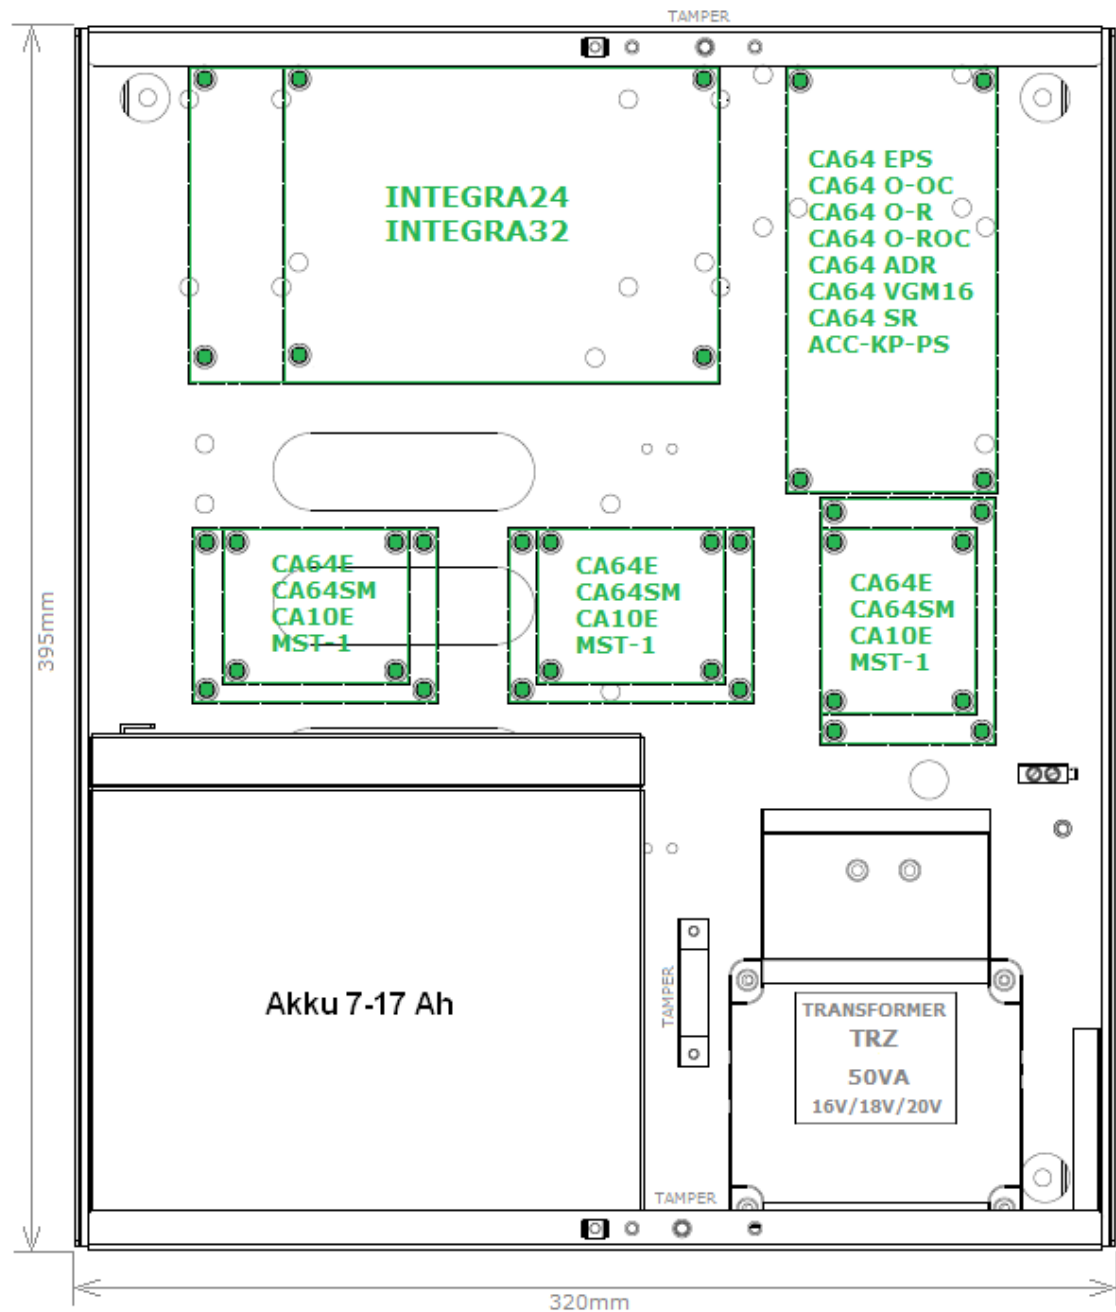 TAMPER
INTEGRA24
INTEGRA32
CA64 EPS
CA64 O-OC
CA64 O-R
CA64 O-ROC
CA64 ADR
CA64 VGM16
CA64 SR
ACC-KP-PS
395mm
CA64E
CA64SM
CA10E
MST-1
CA64E
CA64SM
CA10E
MST-1
CA64E
CA64SM
CA10E
MST-1
Akku 7-17 Ah
TAMPER
TRANSFORMER
TRZ
50VA
16V/18V/20V
TAMPER
320mm